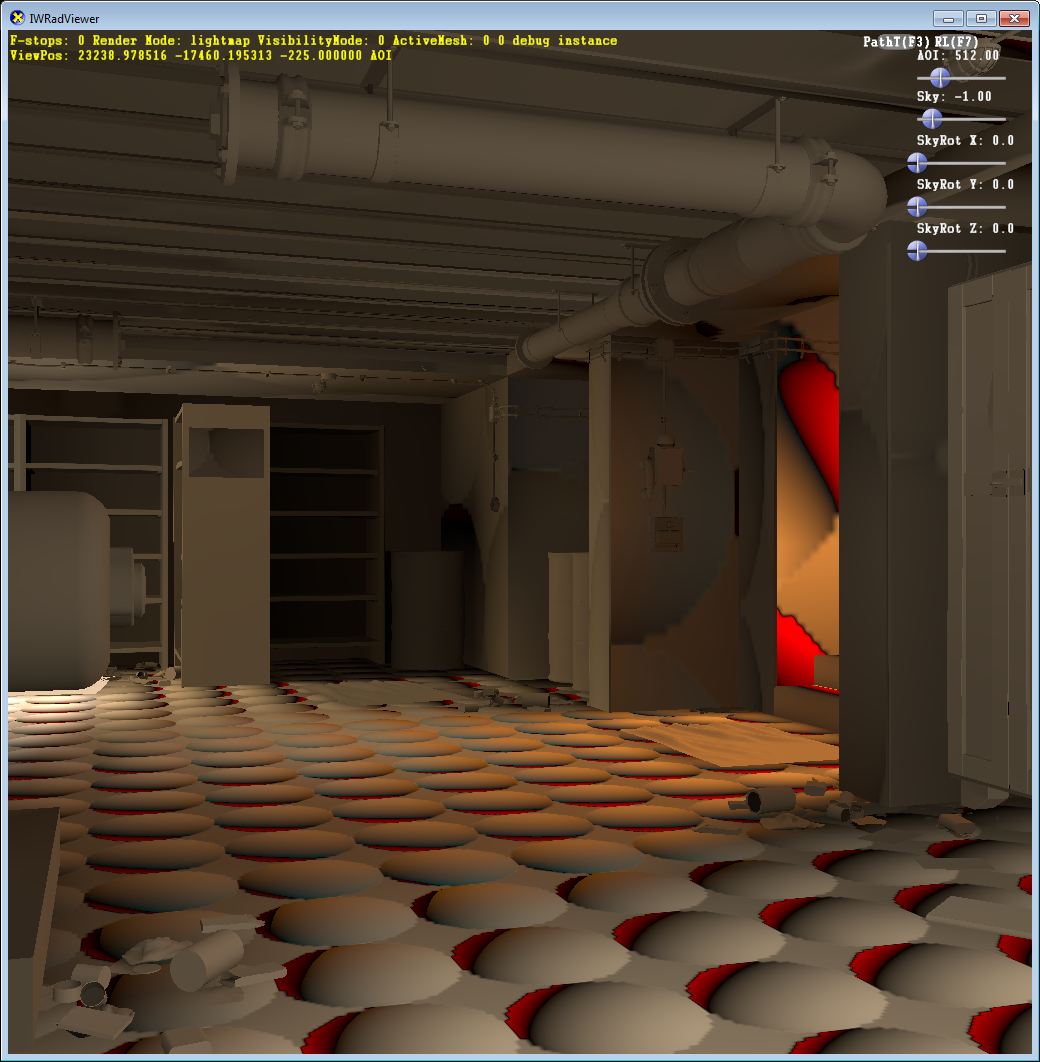 IWRadViewer
F-stops: 0 Render Mode: lightmap VisibilityMode: 0 ActiveMesh: 0 0 debug instance
ViewPos: 23238.978516 -17460.195313 -225.000000 AOI
PathT(F3) RL(F7)
AOI: 512.00
Sky: -1.00
SkyRot X: 0.0
SkyRot Y: 0.0
SkyRot Z: 0.0